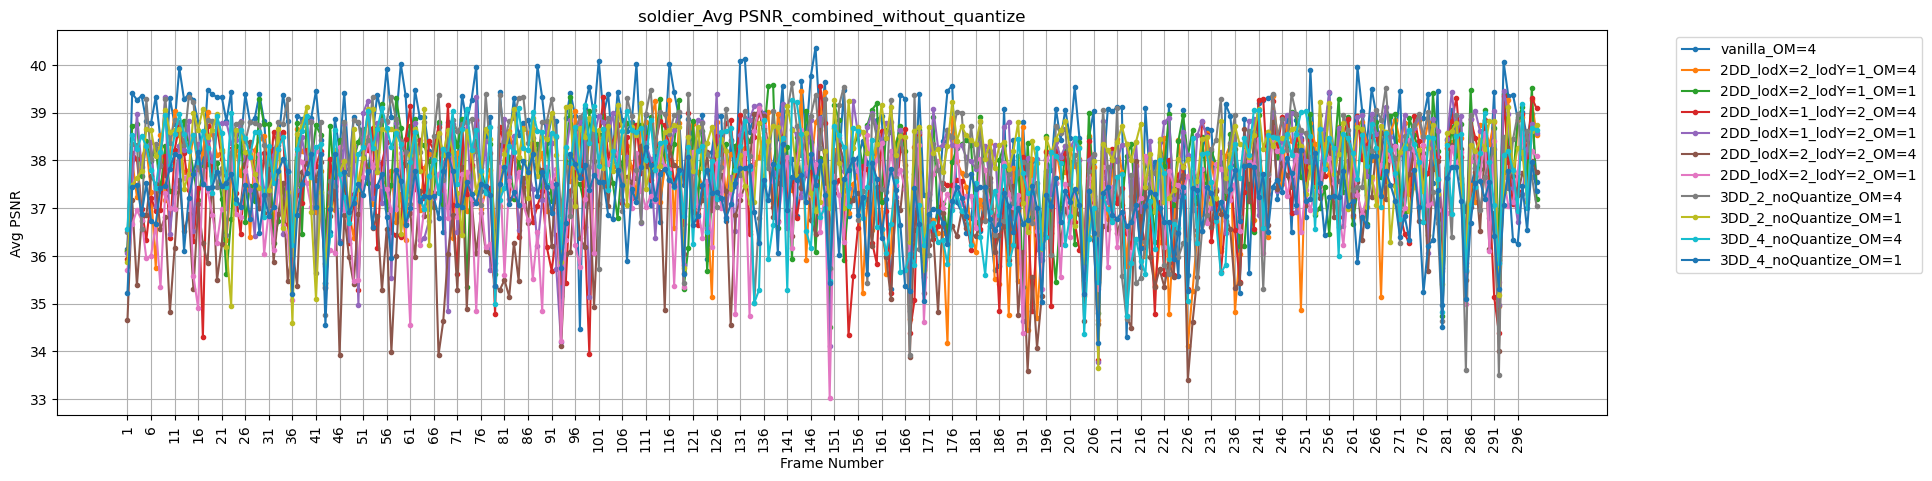 soldier_Avg PSNR_combined_without_quantize
Avg PSNR
40
39
38
37
36
35
34
33
1 6 11 16 21 26 31 36 41 46 51 56 61 66 71 76 81 86 91 96 101 106 111 116 121 126 131 136 141 146 151 156 161 166 171 176 181 186 191 196 201 206 211 216 221 226 231 236 241 246 251 256 261 266 271 276 281 286 291 296
Frame Number
vanilla_OM=4
2DD_lodX=2_lodY=1_OM=4
2DD_lodX=2_lodY=1_OM=1
2DD_lodX=1_lodY=2_OM=4
2DD_lodX=1_lodY=2_OM=1
2DD_lodX=2_lodY=2_OM=4
2DD_lodX=2_lodY=2_OM=1
3DD_2_noQuantize_OM=4
3DD_2_noQuantize_OM=1
3DD_4_noQuantize_OM=4
3DD_4_noQuantize_OM=1